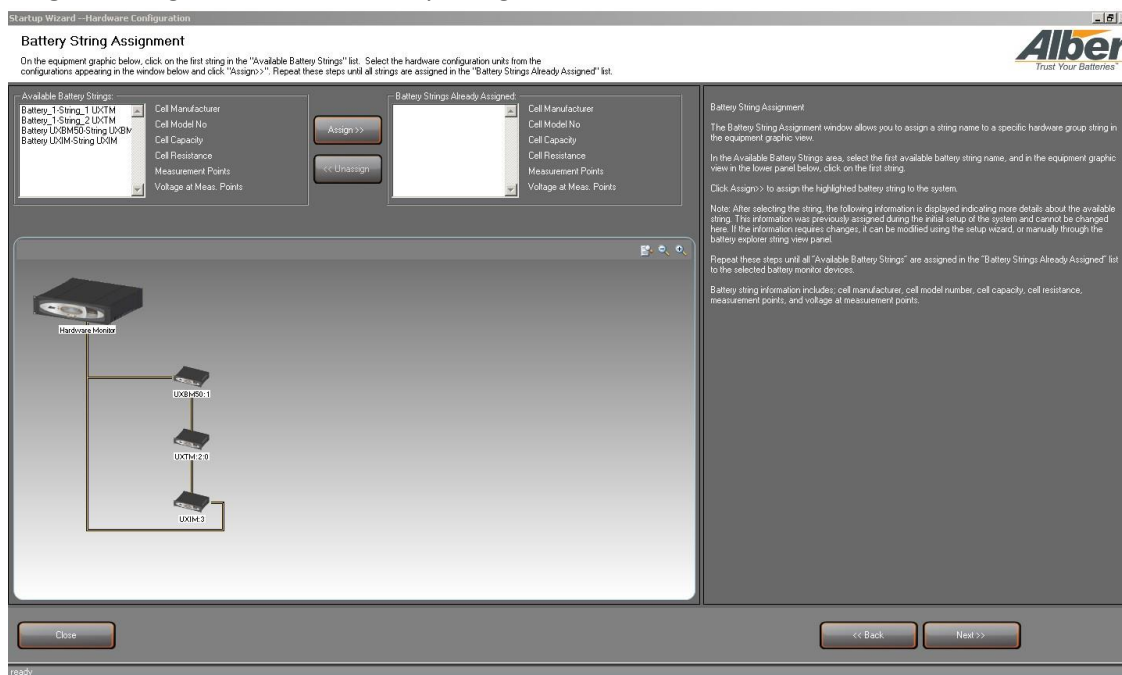 Startup Wizard --Hardware Configuration
Battery String Assignment
On the equipment graphic below, click on the first string in the "Available Battery Strings" list. Select the hardware configuration units from the
configurations appearing in the window below and click "Assign>>". Repeat these steps until all strings are assigned in the "Battery Strings Already Assigned" list.
Alber
Trust Your Batteries
Available Battery Strings:
Battery_1-String_1 UXTM
Battery_1-String_2 UXTM
Battery UXBM50-String UXBM
Battery UXIM-String UXIM
Cell Manufacturer
Cell Model No
Cell Capacity
Cell Resistance
Measurement Points
Voltage at Meas. Points
Assign >>
<< Unassign
Battery Strings Already Assigned:
Cell Manufacturer
Cell Model No
Cell Capacity
Cell Resistance
Measurement Points
Voltage at Meas. Points
Hardware Monitor
UXBM50:1
UXTM:2:0
UXIM:3
Battery String Assignment
The Battery String Assignment window allows you to assign a string name to a specific hardware group string in
the equipment graphic view.
In the Available Battery Strings area, select the first available battery string name, and in the equipment graphic
view in the lower panel below, click on the first string.
Click Assign>> to assign the highlighted battery string to the system.
Note: After selecting the string, the following information is displayed indicating more details about the available
string. This information was previously assigned during the initial setup of the system and cannot be changed
here. If the information requires changes, it can be modified using the setup wizard, or manually through the
battery explorer string view panel.
Repeat these steps until all "Available Battery Strings" are assigned in the "Battery Strings Already Assigned" list
to the selected battery monitor devices.
Battery string information includes; cell manufacturer, cell model number, cell capacity, cell resistance,
measurement points, and voltage at measurement points.
Close
<< Back
Next >>
ready